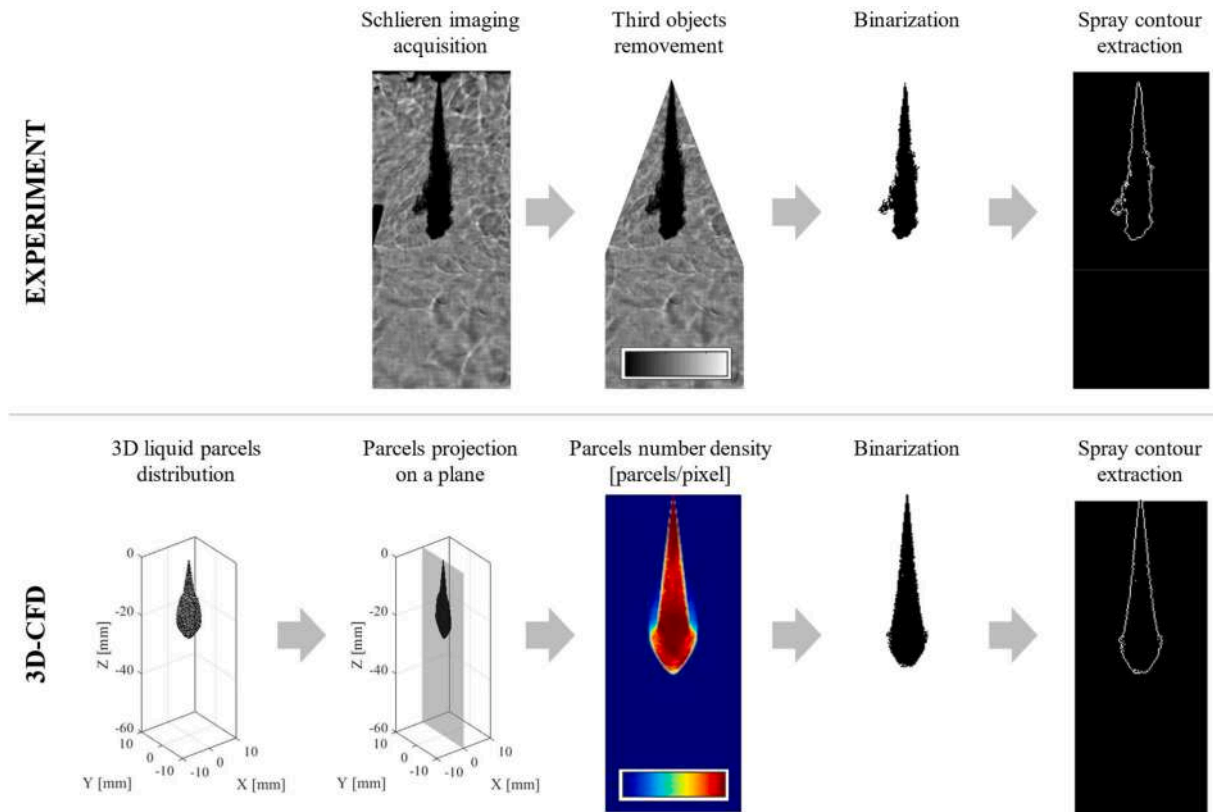 Schlieren imaging
acquisition
Third objects
removement
Binarization
Spray contour
extraction
EXPERIMENT
3D liquid parcels
distribution
Parcels projection
on a plane
Parcels number density
[parcels/pixel]
Binarization
Spray contour
extraction
3D-CFD
0
-20
-40
-60
Z [mm]
10
0
-10
Y [mm]
-10
0
10
X [mm]
0
-20
-40
-60
Z [mm]
10
0
-10
Y [mm]
-10
0
10
X [mm]